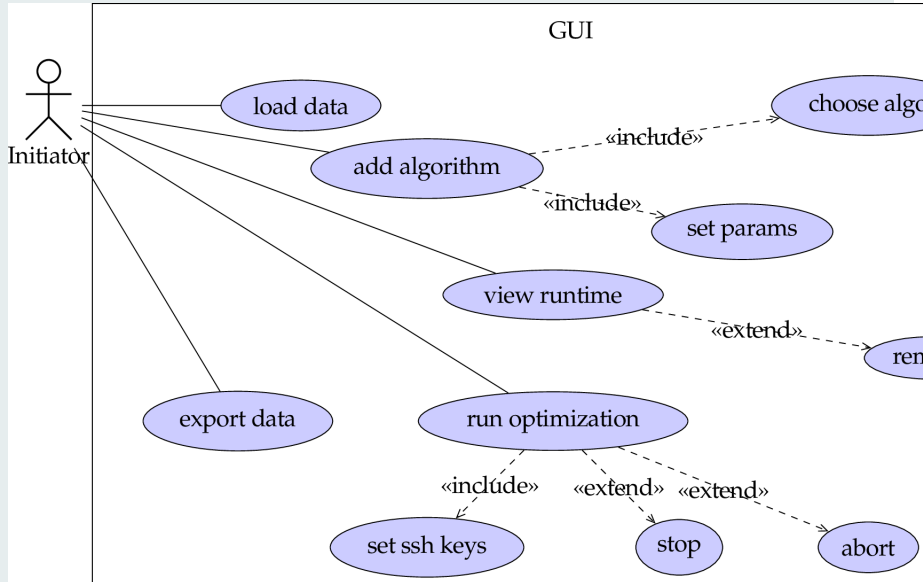 GUI
load data
choose algo
«include»
Initiator
add algorithm
«include»
set params
view runtime
«extend»
export data
run optimization
«include»
«extend»
«extend»
set ssh keys
stop
abort